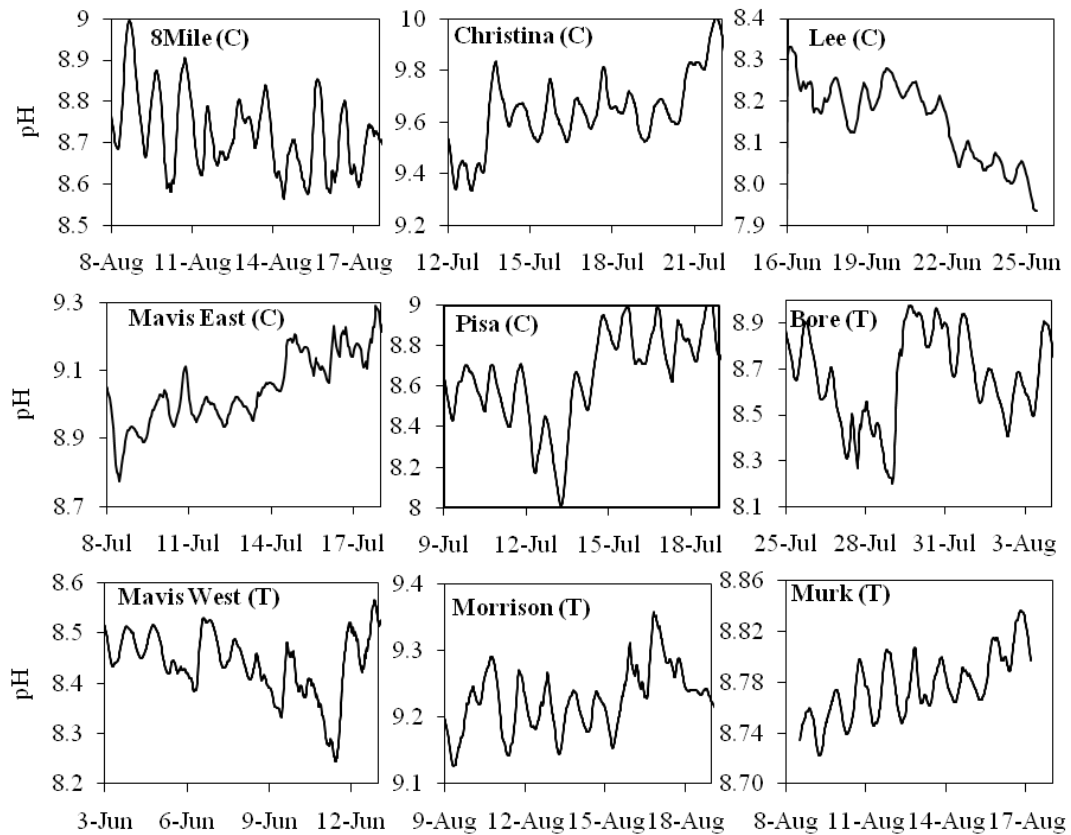 8Mile (C)
pH
9
8.9
8.8
8.7
8.6
8.5
8-Aug 11-Aug 14-Aug 17-Aug
Christina (C)
10.0
9.8
9.6
9.4
9.2
12-Jul 15-Jul 18-Jul 21-Jul
Lee (C)
8.4
8.3
8.2
8.1
8.0
7.9
16-Jun 19-Jun 22-Jun 25-Jun
Mavis East (C)
pH
9.3
9.1
8.9
8.7
8-Jul 11-Jul 14-Jul 17-Jul
Pisa (C)
9
8.8
8.6
8.4
8.2
8
9-Jul 12-Jul 15-Jul 18-Jul
Bore (T)
8.9
8.7
8.5
8.3
8.1
25-Jul 28-Jul 31-Jul 3-Aug
Mavis West (T)
pH
8.6
8.5
8.4
8.3
8.2
3-Jun 6-Jun 9-Jun 12-Jun
Morrison (T)
9.4
9.3
9.2
9.1
9-Aug 12-Aug 15-Aug 18-Aug
Murk (T)
8.86
8.82
8.78
8.74
8.70
8-Aug 11-Aug 14-Aug 17-Aug